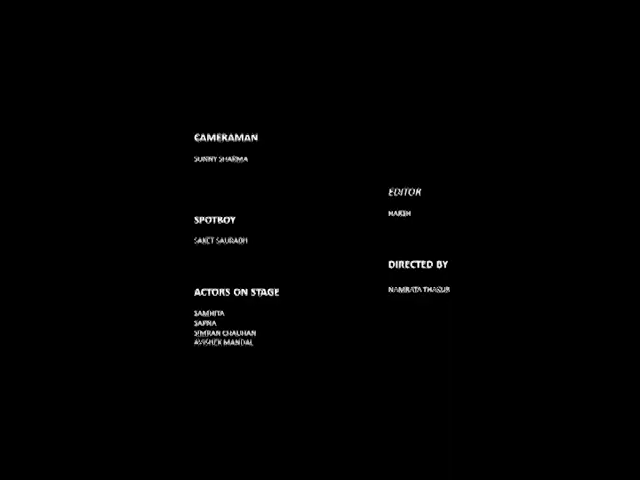 CAMERAMAN
SUNNY SHARMA
SPOTBOY
SAKET SAURABH
ACTORS ON STAGE
SAMHITA
SAPNA
SIMRAN CHAUHAN
AVISHEK MANDAL
EDITOR
HARSH
DIRECTED BY
NAMRATA THAKUR